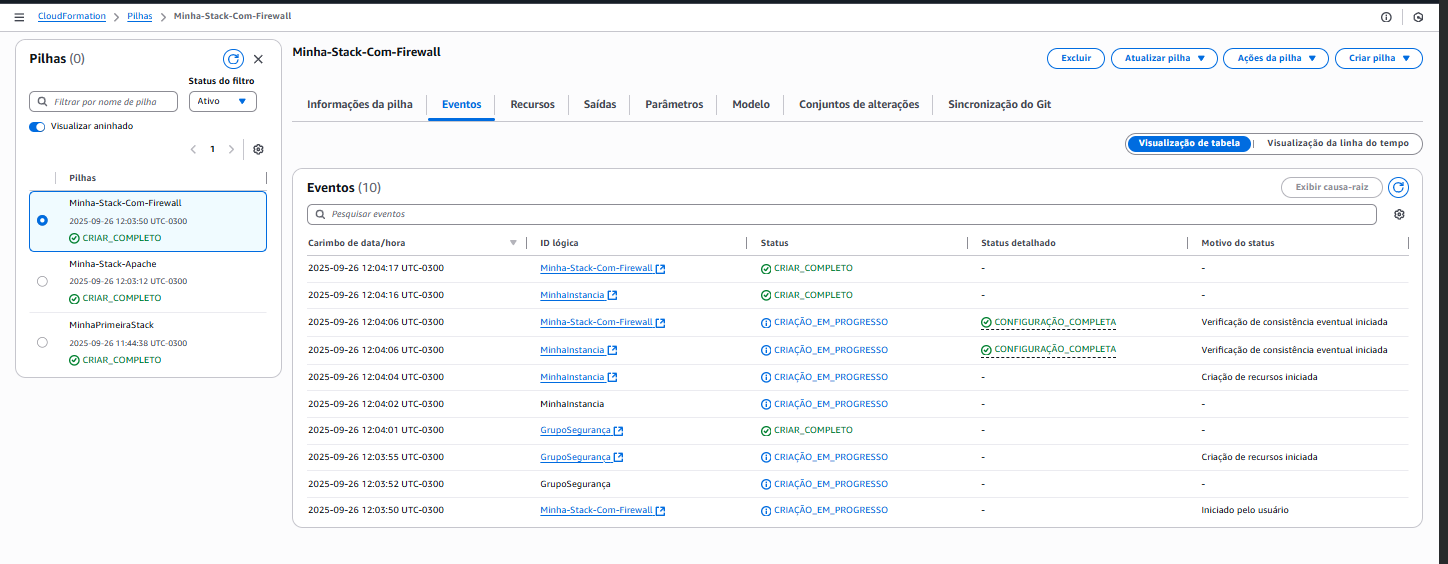 CloudFormation > Pilhas > Minha-Stack-Com-Firewall
Pilhas (0)
Status do filtro
Filtrar por nome de pilha
Ativo
Visualizar aninhado
1
Pilhas
Minha-Stack-Com-Firewall
2025-09-26 12:03:50 UTC-0300
CRIAR_COMPLETO
Minha-Stack-Apache
2025-09-26 12:03:12 UTC-0300
CRIAR_COMPLETO
MinhaPrimeiraStack
2025-09-26 11:44:38 UTC-0300
CRIAR_COMPLETO
Minha-Stack-Com-Firewall
Excluir Atualizar pilha Ações da pilha Criar pilha
Informações da pilha Eventos Recursos Saídas Parâmetros Modelo Conjuntos de alterações Sincronização do Git
Visualização de tabela Visualização da linha do tempo
Eventos (10)
Exibir causa-raiz
Pesquisar eventos
Carimbo de data/hora ID lógica Status Status detalhado Motivo do status
2025-09-26 12:04:17 UTC-0300 Minha-Stack-Com-Firewall CRIAR_COMPLETO - -
2025-09-26 12:04:16 UTC-0300 MinhaInstancia CRIAR_COMPLETO - -
2025-09-26 12:04:06 UTC-0300 Minha-Stack-Com-Firewall CRIAÇÃO_EM_PROGRESSO CONFIGURAÇÃO_COMPLETA Verificação de consistência eventual iniciada
2025-09-26 12:04:06 UTC-0300 MinhaInstancia CRIAÇÃO_EM_PROGRESSO CONFIGURAÇÃO_COMPLETA Verificação de consistência eventual iniciada
2025-09-26 12:04:04 UTC-0300 MinhaInstancia CRIAÇÃO_EM_PROGRESSO - Criação de recursos iniciada
2025-09-26 12:04:02 UTC-0300 MinhaInstancia CRIAÇÃO_EM_PROGRESSO - -
2025-09-26 12:04:01 UTC-0300 GrupoSegurança CRIAR_COMPLETO - -
2025-09-26 12:03:55 UTC-0300 GrupoSegurança CRIAÇÃO_EM_PROGRESSO - Criação de recursos iniciada
2025-09-26 12:03:52 UTC-0300 GrupoSegurança CRIAÇÃO_EM_PROGRESSO - -
2025-09-26 12:03:50 UTC-0300 Minha-Stack-Com-Firewall CRIAÇÃO_EM_PROGRESSO - Iniciado pelo usuário